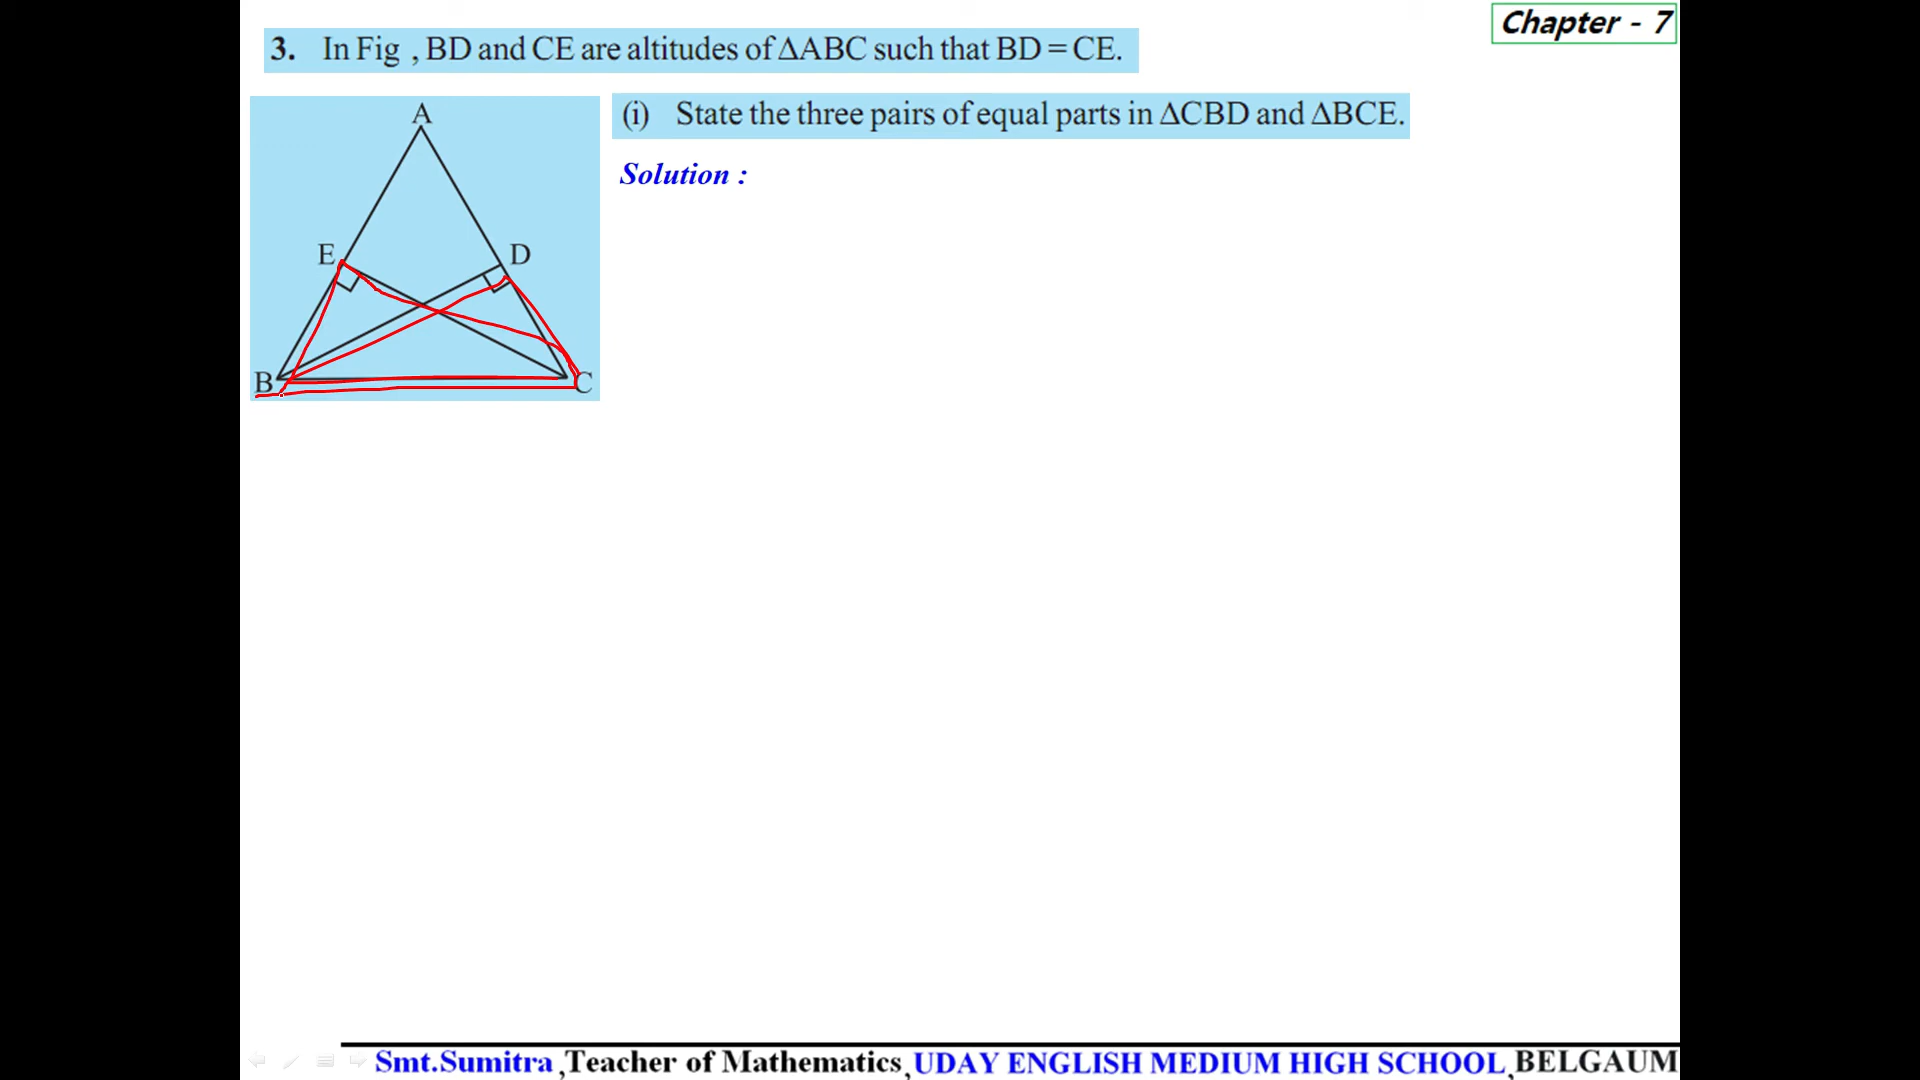 Chapter - 7
3. In Fig , BD and CE are altitudes of ΔABC such that BD = CE.
(i) State the three pairs of equal parts in ΔCBD and ΔBCE.
Solution :
A
E
D
B
C
Smt.Sumitra ,Teacher of Mathematics,UDAY ENGLISH MEDIUM HIGH SCHOOL,BELGAUM